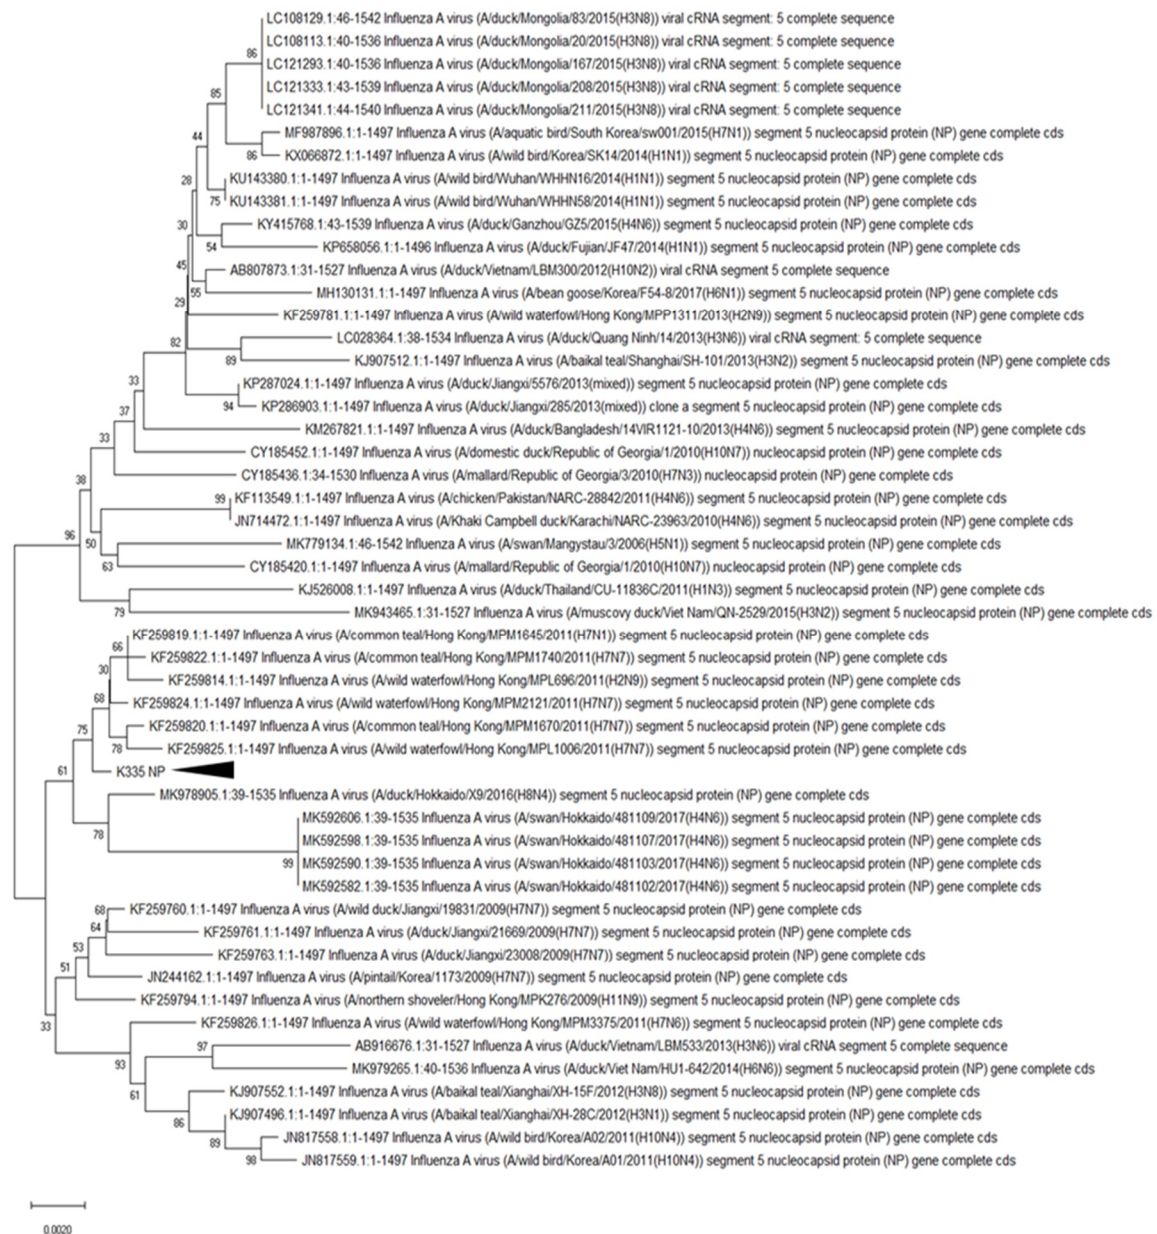 LC108129.1:46-1542 Influenza A virus (A/duck/Mongolia/83/2015(H3N8)) viral cRNA segment: 5 complete sequence
LC108113.1:40-1536 Influenza A virus (A/duck/Mongolia/20/2015(H3N8)) viral cRNA segment: 5 complete sequence
86
LC121293.1:40-1536 Influenza A virus (A/duck/Mongolia/167/2015(H3N8)) viral cRNA segment: 5 complete sequence
LC121333.1:43-1539 Influenza A virus (A/duck/Mongolia/208/2015(H3N8)) viral cRNA segment: 5 complete sequence
85
LC121341.1:44-1540 Influenza A virus (A/duck/Mongolia/211/2015(H3N8)) viral cRNA segment: 5 complete sequence
44
MF987896.1:1-1497 Influenza A virus (A/aquatic bird/South Korea/sw001/2015(H7N1)) segment 5 nucleocapsid protein (NP) gene complete cds
86
KX066872.1:1-1497 Influenza A virus (A/wild bird/Korea/SK14/2014(H1N1)) segment 5 nucleocapsid protein (NP) gene complete cds
28
KU143380.1:1-1497 Influenza A virus (A/wild bird/Wuhan/WHHN16/2014(H1N1)) segment 5 nucleocapsid protein (NP) gene complete cds
75
KU143381.1:1-1497 Influenza A virus (A/wild bird/Wuhan/WHHN58/2014(H1N1)) segment 5 nucleocapsid protein (NP) gene complete cds
30
KY415768.1:43-1539 Influenza A virus (A/duck/Ganzhou/GZ5/2015(H4N6)) segment 5 nucleocapsid protein (NP) gene complete cds
54
KP658056.1:1-1496 Influenza A virus (A/duck/Fujian/JF47/2014(H1N1)) segment 5 nucleocapsid protein (NP) gene complete cds
45
AB807873.1:31-1527 Influenza A virus (A/duck/Vietnam/LBM300/2012(H10N2)) viral cRNA segment 5 complete sequence
55
MH130131.1:1-1497 Influenza A virus (A/bean goose/Korea/F54-8/2017(H6N1)) segment 5 nucleocapsid protein (NP) gene complete cds
29
KF259781.1:1-1497 Influenza A virus (A/wild waterfowl/Hong Kong/MPP1311/2013(H2N9)) segment 5 nucleocapsid protein (NP) gene complete cds
82
LC028364.1:38-1534 Influenza A virus (A/duck/Quang Ninh/14/2013(H3N6)) viral cRNA segment: 5 complete sequence
89
KJ907512.1:1-1497 Influenza A virus (A/baikal teal/Shanghai/SH-101/2013(H3N2)) segment 5 nucleocapsid protein (NP) gene complete cds
33
KP287024.1:1-1497 Influenza A virus (A/duck/Jiangxi/5576/2013(mixed)) segment 5 nucleocapsid protein (NP) gene complete cds
94
KP286903.1:1-1497 Influenza A virus (A/duck/Jiangxi/285/2013(mixed)) clone a segment 5 nucleocapsid protein (NP) gene complete cds
37
KM267821.1:1-1497 Influenza A virus (A/duck/Bangladesh/14VIR1121-10/2013(H4N6)) segment 5 nucleocapsid protein (NP) gene complete cds
33
CY185452.1:1-1497 Influenza A virus (A/domestic duck/Republic of Georgia/1/2010(H10N7)) segment 5 nucleocapsid protein (NP) gene complete cds
CY185436.1:34-1530 Influenza A virus (A/mallard/Republic of Georgia/3/2010(H7N3)) nucleocapsid protein (NP) gene complete cds
38
99
KF113549.1:1-1497 Influenza A virus (A/chicken/Pakistan/NARC-28842/2011(H4N6)) segment 5 nucleocapsid protein (NP) gene complete cds
JN714472.1:1-1497 Influenza A virus (A/Khaki Campbell duck/Karachi/NARC-23963/2010(H4N6)) segment 5 nucleocapsid protein (NP) gene complete cds
96
50
MK779134.1:46-1542 Influenza A virus (A/swan/Mangystau/3/2006(H5N1)) segment 5 nucleocapsid protein (NP) gene complete cds
63
CY185420.1:1-1497 Influenza A virus (A/mallard/Republic of Georgia/1/2010(H10N7)) nucleocapsid protein (NP) gene complete cds
KJ526008.1:1-1497 Influenza A virus (A/duck/Thailand/CU-11836C/2011(H1N3)) segment 5 nucleocapsid protein (NP) gene complete cds
79
MK943465.1:31-1527 Influenza A virus (A/muscovy duck/Viet Nam/QN-2529/2015(H3N2)) segment 5 nucleocapsid protein (NP) gene complete cds
KF259819.1:1-1497 Influenza A virus (A/common teal/Hong Kong/MPM1645/2011(H7N1)) segment 5 nucleocapsid protein (NP) gene complete cds
66
KF259822.1:1-1497 Influenza A virus (A/common teal/Hong Kong/MPM1740/2011(H7N7)) segment 5 nucleocapsid protein (NP) gene complete cds
30
KF259814.1:1-1497 Influenza A virus (A/wild waterfowl/Hong Kong/MPL696/2011(H2N9)) segment 5 nucleocapsid protein (NP) gene complete cds
68
KF259824.1:1-1497 Influenza A virus (A/wild waterfowl/Hong Kong/MPM2121/2011(H7N7)) segment 5 nucleocapsid protein (NP) gene complete cds
75
KF259820.1:1-1497 Influenza A virus (A/common teal/Hong Kong/MPM1670/2011(H7N7)) segment 5 nucleocapsid protein (NP) gene complete cds
78
KF259825.1:1-1497 Influenza A virus (A/wild waterfowl/Hong Kong/MPL1006/2011(H7N7)) segment 5 nucleocapsid protein (NP) gene complete cds
61
K335 NP
MK978905.1:39-1535 Influenza A virus (A/duck/Hokkaido/X9/2016(H8N4)) segment 5 nucleocapsid protein (NP) gene complete cds
MK592606.1:39-1535 Influenza A virus (A/swan/Hokkaido/481109/2017(H4N6)) segment 5 nucleocapsid protein (NP) gene complete cds
78
MK592598.1:39-1535 Influenza A virus (A/swan/Hokkaido/481107/2017(H4N6)) segment 5 nucleocapsid protein (NP) gene complete cds
99
MK592590.1:39-1535 Influenza A virus (A/swan/Hokkaido/481103/2017(H4N6)) segment 5 nucleocapsid protein (NP) gene complete cds
MK592582.1:39-1535 Influenza A virus (A/swan/Hokkaido/481102/2017(H4N6)) segment 5 nucleocapsid protein (NP) gene complete cds
68
KF259760.1:1-1497 Influenza A virus (A/wild duck/Jiangxi/19831/2009(H7N7)) segment 5 nucleocapsid protein (NP) gene complete cds
64
KF259761.1:1-1497 Influenza A virus (A/duck/Jiangxi/21669/2009(H7N7)) segment 5 nucleocapsid protein (NP) gene complete cds
53
KF259763.1:1-1497 Influenza A virus (A/duck/Jiangxi/23008/2009(H7N7)) segment 5 nucleocapsid protein (NP) gene complete cds
51
JN244162.1:1-1497 Influenza A virus (A/pintail/Korea/1173/2009(H7N7)) segment 5 nucleocapsid protein (NP) gene complete cds
KF259794.1:1-1497 Influenza A virus (A/northern shoveler/Hong Kong/MPK276/2009(H11N9)) segment 5 nucleocapsid protein (NP) gene complete cds
33
KF259826.1:1-1497 Influenza A virus (A/wild waterfowl/Hong Kong/MPM3375/2011(H7N6)) segment 5 nucleocapsid protein (NP) gene complete cds
97
AB916676.1:31-1527 Influenza A virus (A/duck/Vietnam/LBM533/2013(H3N6)) viral cRNA segment 5 complete sequence
93
MK979265.1:40-1536 Influenza A virus (A/duck/Viet Nam/HU1-642/2014(H6N6)) segment 5 nucleocapsid protein (NP) gene complete cds
61
KJ907552.1:1-1497 Influenza A virus (A/baikal teal/Xianghai/XH-15F/2012(H3N8)) segment 5 nucleocapsid protein (NP) gene complete cds
86
KJ907496.1:1-1497 Influenza A virus (A/baikal teal/Xianghai/XH-28C/2012(H3N1)) segment 5 nucleocapsid protein (NP) gene complete cds
89
JN817558.1:1-1497 Influenza A virus (A/wild bird/Korea/A02/2011(H10N4)) segment 5 nucleocapsid protein (NP) gene complete cds
98
JN817559.1:1-1497 Influenza A virus (A/wild bird/Korea/A01/2011(H10N4)) segment 5 nucleocapsid protein (NP) gene complete cds
0.0020